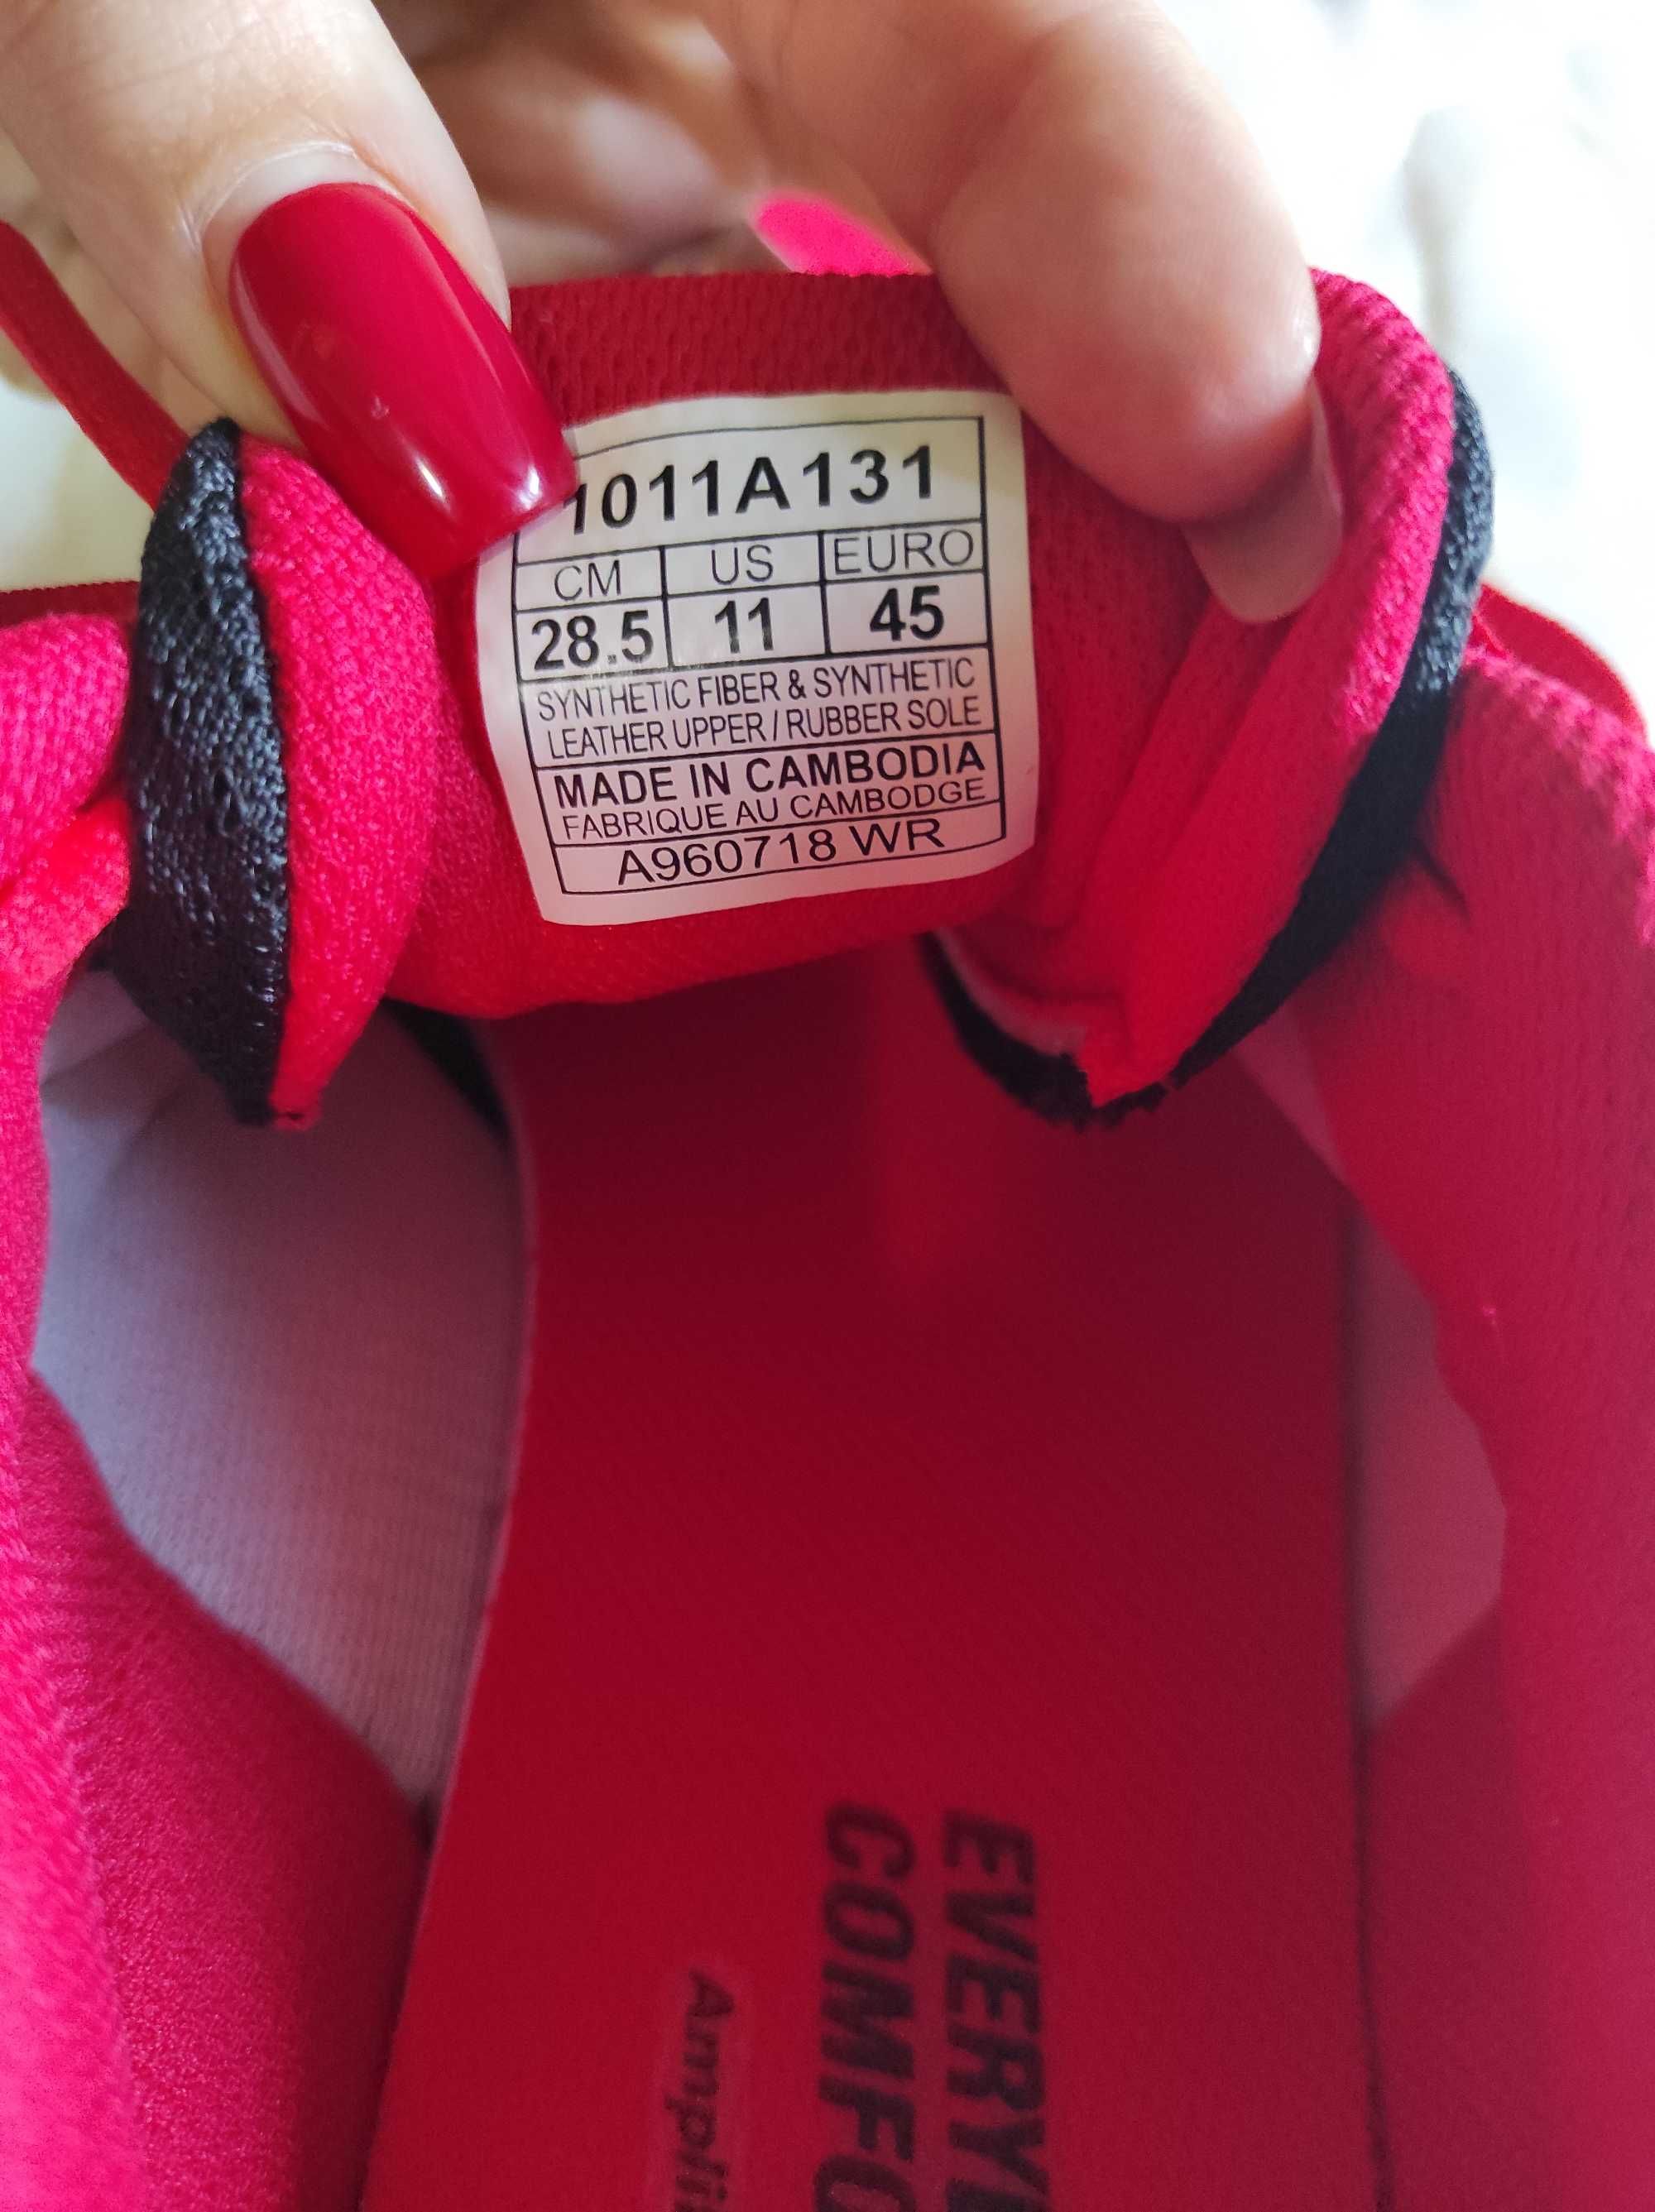 1011A131
CM US EURO
28.5 11 45
SYNTHETIC FIBER & SYNTHETIC
LEATHER UPPER / RUBBER SOLE
MADE IN CAMBODIA
FABRIQUE AU CAMBODGE
A960718 WR